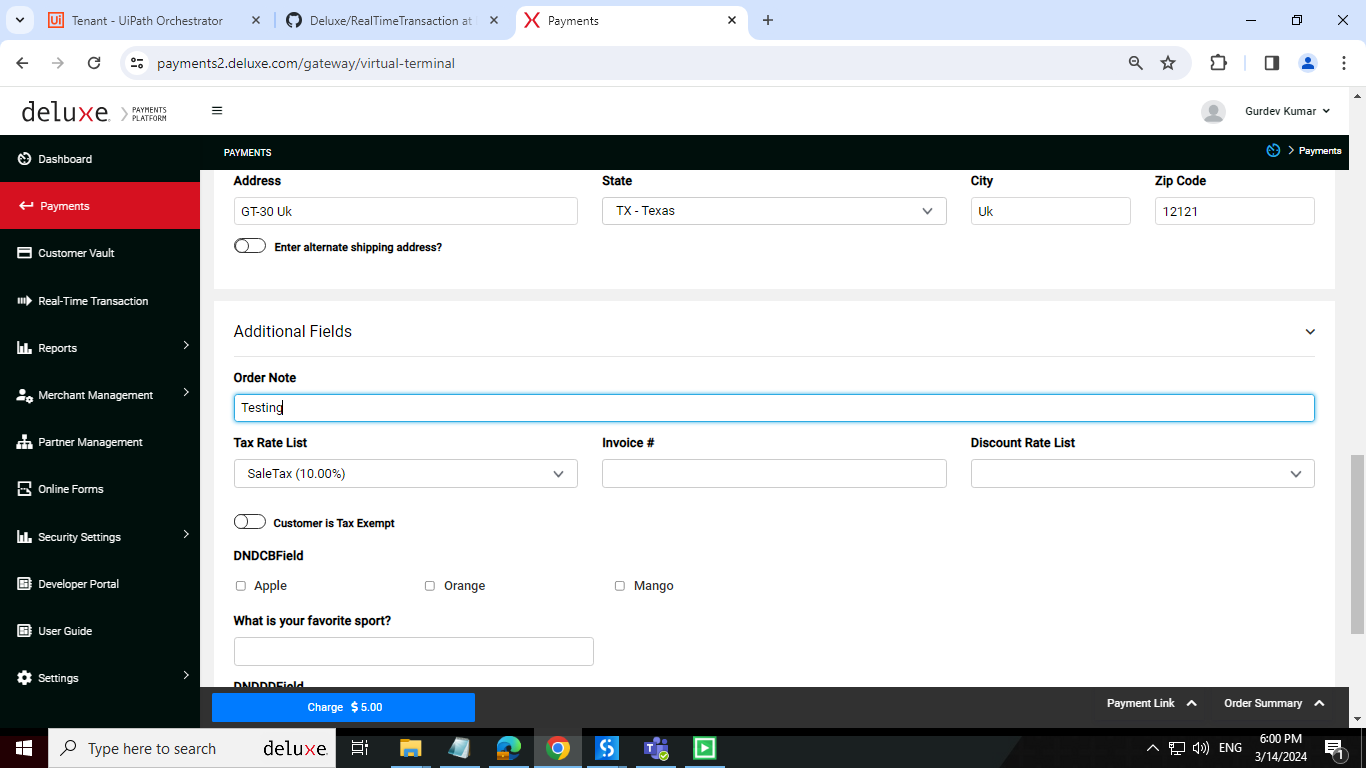 Tenant - UiPath Orchestrator
Deluxe/RealTimeTransaction at
Payments
payments2.deluxe.com/gateway/virtual-terminal
deluxe. PAYMENTS PLATFORM
Gurdev Kumar
Dashboard
Payments
Customer Vault
Real-Time Transaction
Reports
Merchant Management
Partner Management
Online Forms
Security Settings
Developer Portal
User Guide
Settings
PAYMENTS
Payments
Address
State
City
Zip Code
GT-30 Uk
TX - Texas
Uk
12121
Enter alternate shipping address?
Additional Fields
Order Note
Testing
Tax Rate List
Invoice #
Discount Rate List
SaleTax (10.00%)
Customer is Tax Exempt
DNDCBField
Apple
Orange
Mango
What is your favorite sport?
DNDDDField
Charge $ 5.00
Payment Link
Order Summary
Type here to search
deluxe.
ENG
6:00 PM
3/14/2024
1